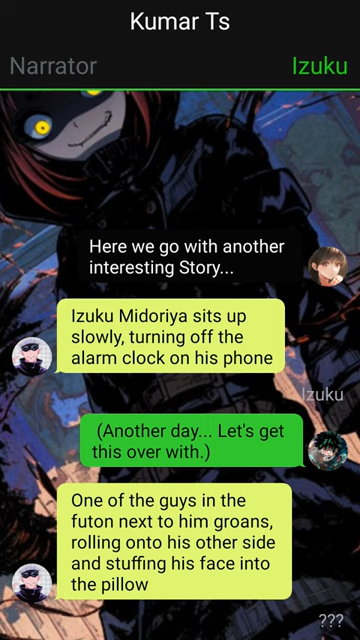 Kumar Ts
Narrator Izuku
Here we go with another
interesting Story...
Izuku Midoriya sits up
slowly, turning off the
alarm clock on his phone
Izuku
(Another day... Let's get
this over with.)
One of the guys in the
futon next to him groans,
rolling onto his other side
and stuffing his face into
the pillow
???